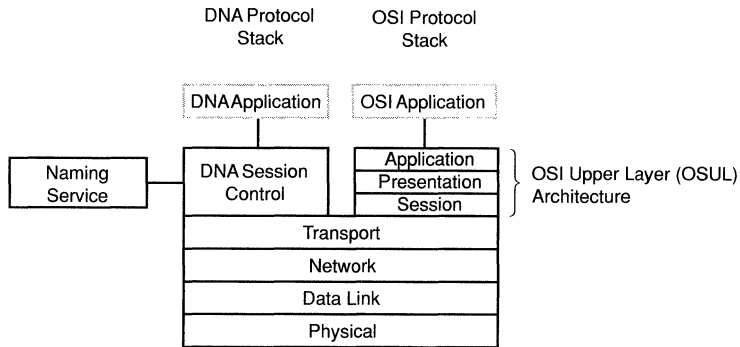 DNA Protocol
Stack
OSI Protocol
Stack
DNA Application
OSI Application
Naming
Service
DNA Session
Control
Application
Presentation
Session
OSI Upper Layer (OSUL)
Architecture
Transport
Network
Data Link
Physical